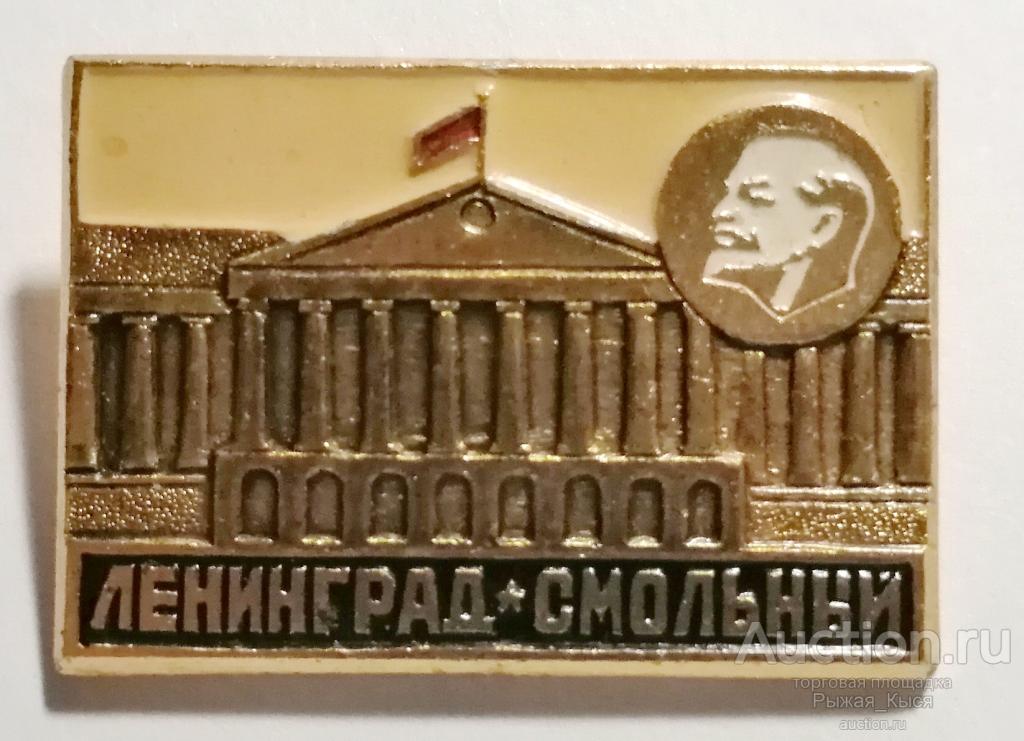 ЛЕНИНГРАД ★ СМОЛЬНЫЙ
Auction.ru
торговая площадка
Рыжая_Кыся
auction.ru